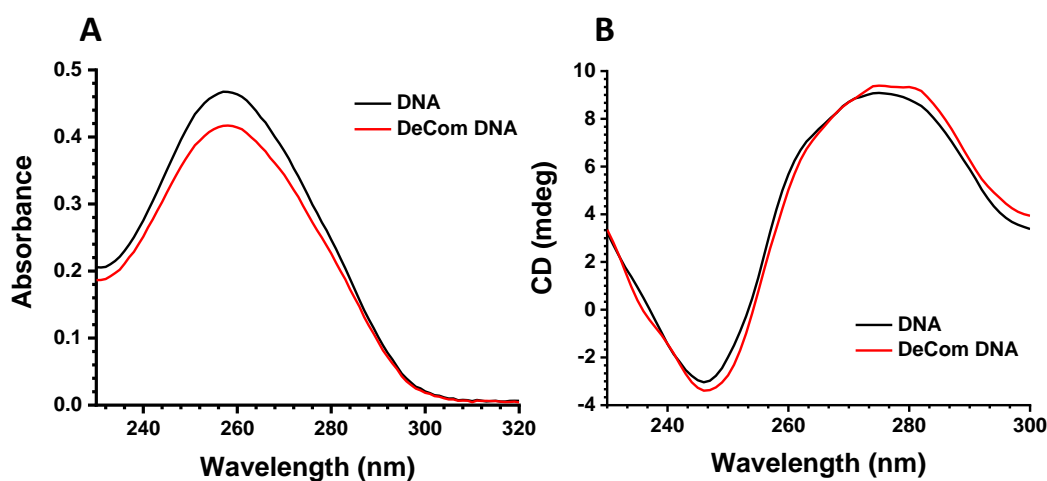 A
0.5
0.4
0.3
0.2
0.1
0.0
240
260
280
300
320
Absorbance
Wavelength (nm)
DNA
DeCom DNA
B
10
8
6
4
2
0
-2
-4
240
260
280
300
CD (mdeg)
Wavelength (nm)
DNA
DeCom DNA